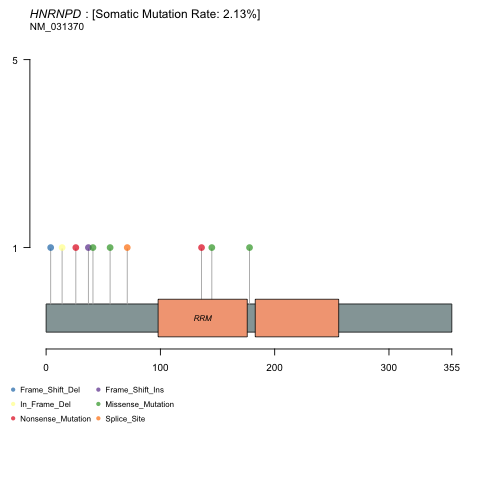 HNRNPD : [Somatic Mutation Rate: 2.13%]
NM_031370
5
1
RRM
0 100 200 300 355
Frame_Shift_Del Frame_Shift_Ins
In_Frame_Del Missense_Mutation
Nonsense_Mutation Splice_Site